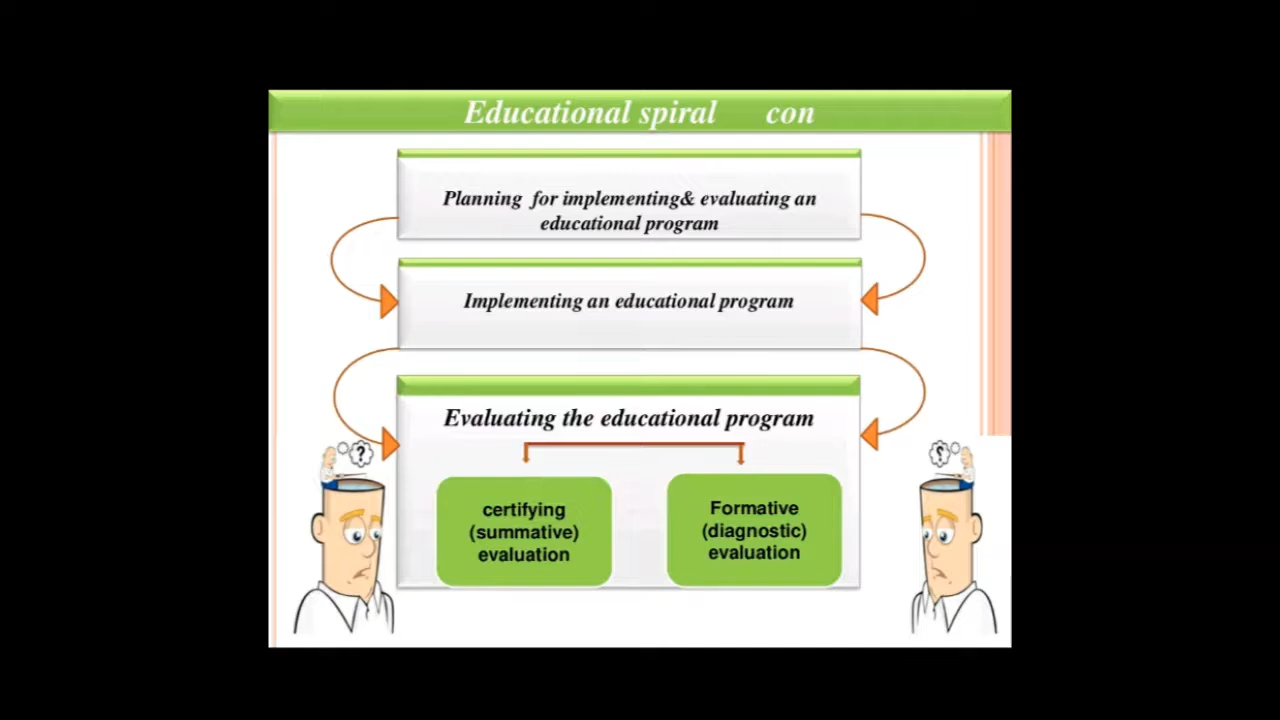 Educational spiral con
Planning for implementing& evaluating an
educational program
Implementing an educational program
Evaluating the educational program
certifying
(summative)
evaluation
Formative
(diagnostic)
evaluation
?
?